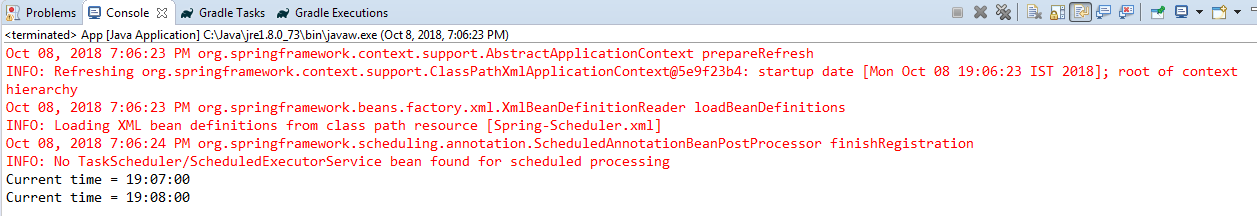 Problems Console Gradle Tasks Gradle Executions
<terminated> App [Java Application] C:\Java\jre1.8.0_73\bin\javaw.exe (Oct 8, 2018, 7:06:23 PM)
Oct 08, 2018 7:06:23 PM org.springframework.context.support.AbstractApplicationContext prepareRefresh
INFO: Refreshing org.springframework.context.support.ClassPathXmlApplicationContext@5e9f23b4: startup date [Mon Oct 08 19:06:23 IST 2018]; root of context
hierarchy
Oct 08, 2018 7:06:23 PM org.springframework.beans.factory.xml.XmlBeanDefinitionReader loadBeanDefinitions
INFO: Loading XML bean definitions from class path resource [Spring-Scheduler.xml]
Oct 08, 2018 7:06:24 PM org.springframework.scheduling.annotation.ScheduledAnnotationBeanPostProcessor finishRegistration
INFO: No TaskScheduler/ScheduledExecutorService bean found for scheduled processing
Current time = 19:07:00
Current time = 19:08:00